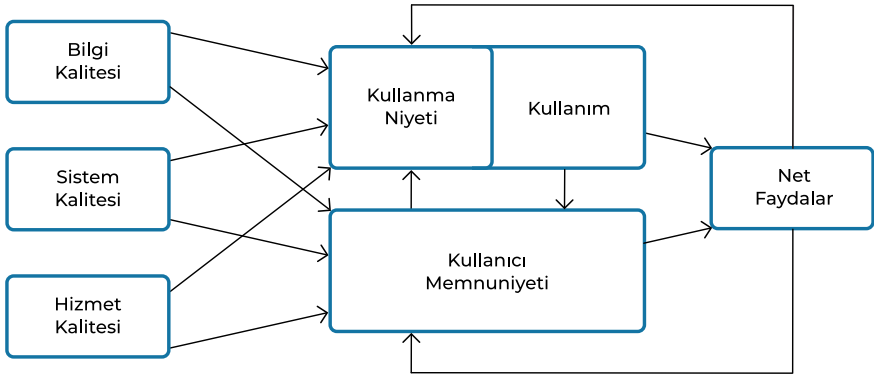 Bilgi
Kalitesi
Sistem
Kalitesi
Hizmet
Kalitesi
Kullanma
Niyeti
Kullanım
Kullanıcı
Memnuniyeti
Net
Faydalar